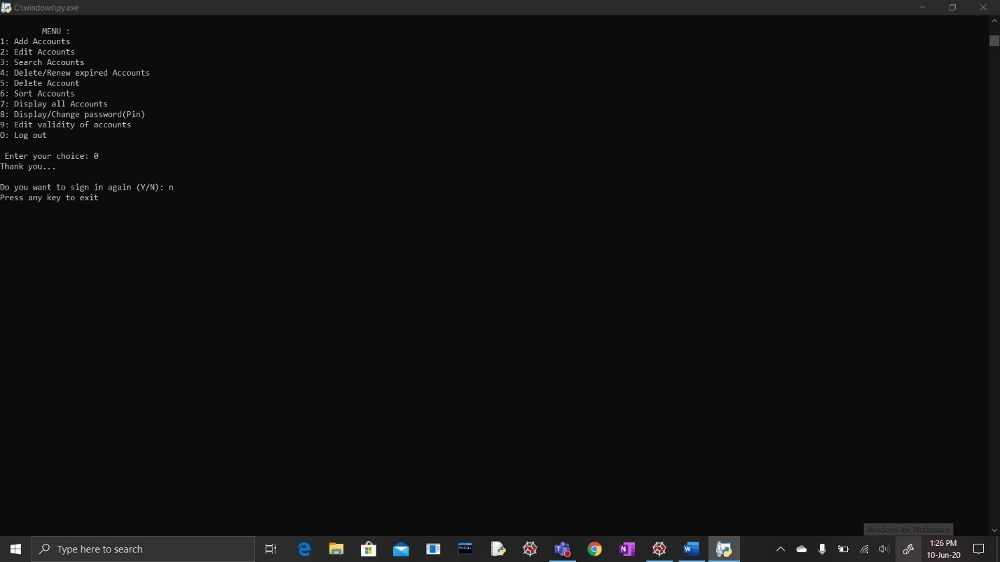 C:\windows\py.exe
MENU :
1: Add Accounts
2: Edit Accounts
3: Search Accounts
4: Delete/Renew expired Accounts
5: Delete Account
6: Sort Accounts
7: Display all Accounts
8: Display/Change password(Pin)
9: Edit validity of accounts
O: Log out
Enter your choice: 0
Thank you...
Do you want to sign in again (Y/N): n
Press any key to exit
Windows Ink Workspace
Type here to search
MySQL
N
W
1:26 PM
10-Jun-20